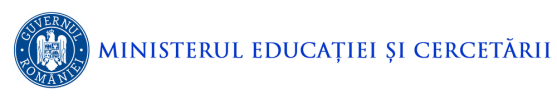 GUVERNUL ROMÂNIEI
MINISTERUL EDUCAȚIEI ȘI CERCETĂRII